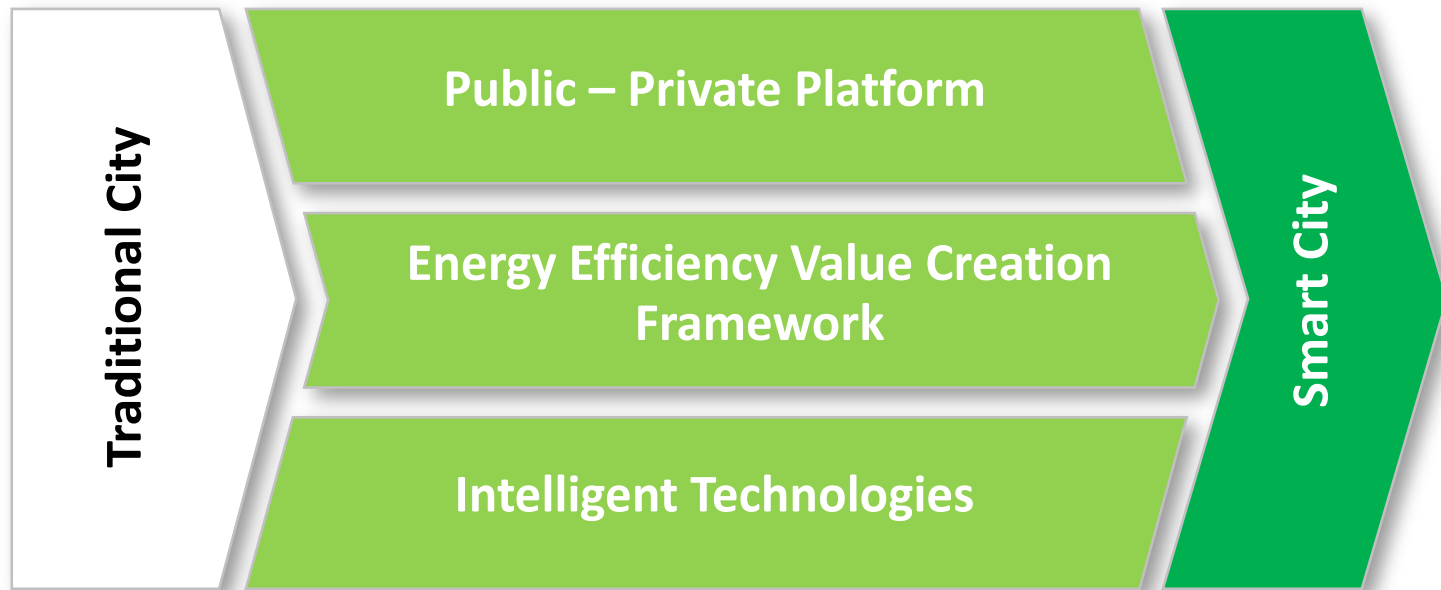 Traditional City
Public – Private Platform
Energy Efficiency Value Creation
Framework
Intelligent Technologies
Smart City